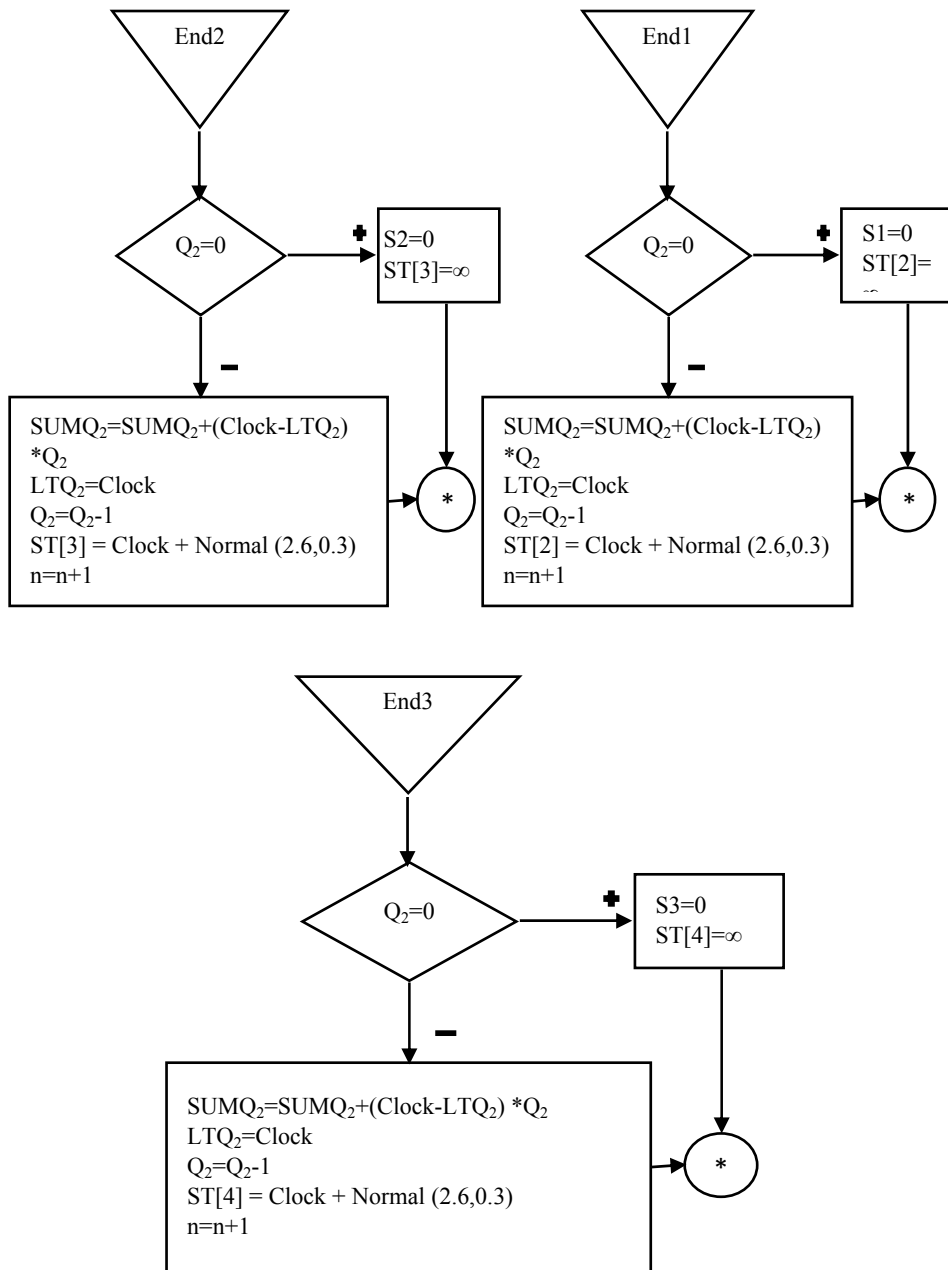 End2
Q₂=0
+
S2=0
ST[3]=∞
-
SUMQ₂=SUMQ₂+(Clock-LTQ₂)
*Q₂
LTQ₂=Clock
Q₂=Q₂-1
ST[3] = Clock + Normal (2.6,0.3)
n=n+1
*
End1
Q₂=0
+
S1=0
ST[2]=
-
SUMQ₂=SUMQ₂+(Clock-LTQ₂)
*Q₂
LTQ₂=Clock
Q₂=Q₂-1
ST[2] = Clock + Normal (2.6,0.3)
n=n+1
*
End3
Q₂=0
+
S3=0
ST[4]=∞
-
SUMQ₂=SUMQ₂+(Clock-LTQ₂) *Q₂
LTQ₂=Clock
Q₂=Q₂-1
ST[4] = Clock + Normal (2.6,0.3)
n=n+1
*